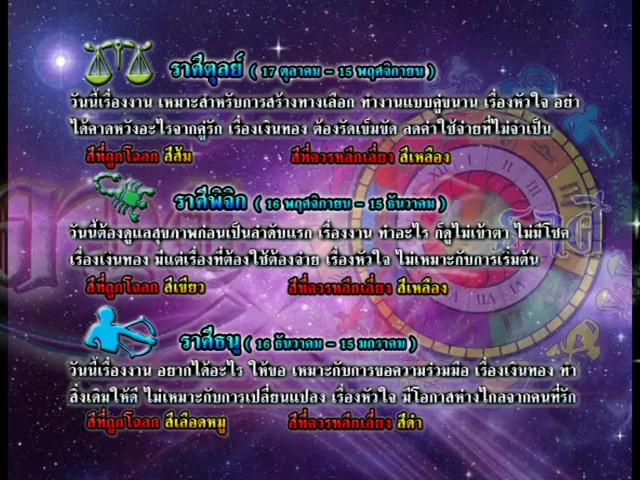 ราศีตุลย์ ( 17 ตุลาคม - 15 พฤศจิกายน )
วันนี้เรื่องงาน เหมาะสำหรับการสร้างทางเลือก ทำงานแบบคู่ขนาน เรื่องหัวใจ อย่า
ได้คาดหวังอะไรจากคู่รัก เรื่องเงินทอง ต้องรัดเข็มขัด ลดค่าใช้จ่ายที่ไม่จำเป็น
สีที่ถูกโฉลก สีส้ม สีที่ควรหลีกเลี่ยง สีเหลือง
ราศีพิจิก ( 16 พฤศจิกายน - 15 ธันวาคม )
วันนี้ต้องดูแลสุขภาพก่อนเป็นลำดับแรก เรื่องงาน ทำอะไร ก็ดูไม่เข้าตา ไม่มีโชค
เรื่องเงินทอง มีแต่เรื่องที่ต้องใช้ต้องจ่าย เรื่องหัวใจ ไม่เหมาะกับการเริ่มต้น
สีที่ถูกโฉลก สีเขียว สีที่ควรหลีกเลี่ยง สีเหลือง
ราศีธนู ( 16 ธันวาคม - 15 มกราคม )
วันนี้เรื่องงาน อยากได้อะไร ให้ขอ เหมาะกับการขอความร่วมมือ เรื่องเงินทอง ทำ
สิ่งเดิมให้ดี ไม่เหมาะกับการเปลี่ยนแปลง เรื่องหัวใจ มีโอกาสห่างไกลจากคนที่รัก
สีที่ถูกโฉลก สีเลือดหมู สีที่ควรหลีกเลี่ยง สีดำ